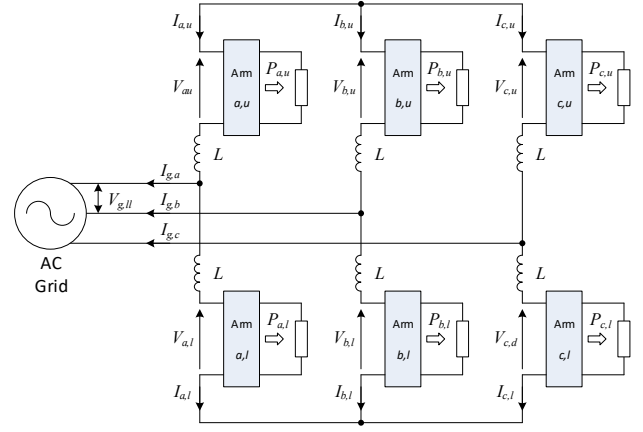 I_{a,u} I_{b,u} I_{c,u}
Arm a,u P_{a,u} Arm b,u P_{b,u} Arm c,u P_{c,u}
V_{au} V_{b,u} V_{c,u}
L L L
I_{g,a}
V_{g,ll} I_{g,b}
I_{g,c}
AC
Grid
L L L
Arm a,l P_{a,l} Arm b,l P_{b,l} Arm c,l P_{c,l}
V_{a,l} V_{b,l} V_{c,d}
I_{a,l} I_{b,l} I_{c,l}